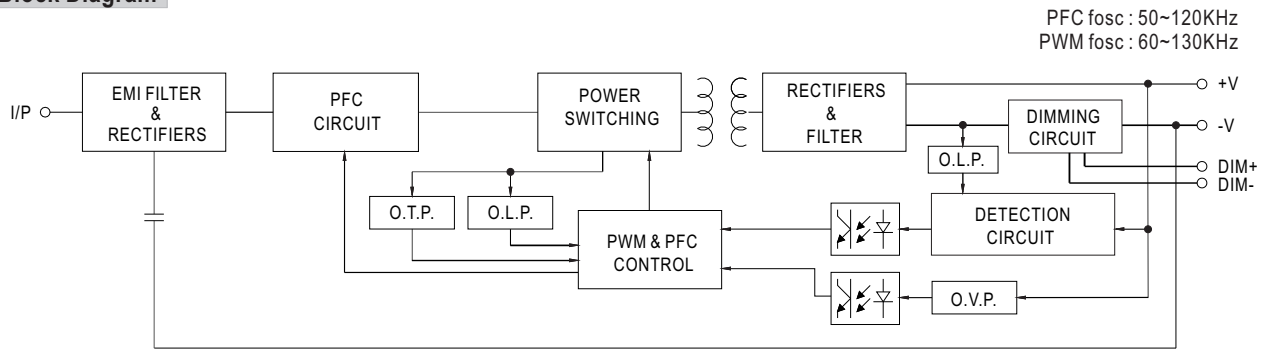 Block Diagram
PFC fosc : 50~120KHz
PWM fosc : 60~130KHz
I/P
EMI FILTER
&
RECTIFIERS
PFC
CIRCUIT
POWER
SWITCHING
RECTIFIERS
&
FILTER
DIMMING
CIRCUIT
+V
-V
DIM+
DIM-
O.L.P.
O.T.P.
O.L.P.
PWM & PFC
CONTROL
DETECTION
CIRCUIT
O.V.P.